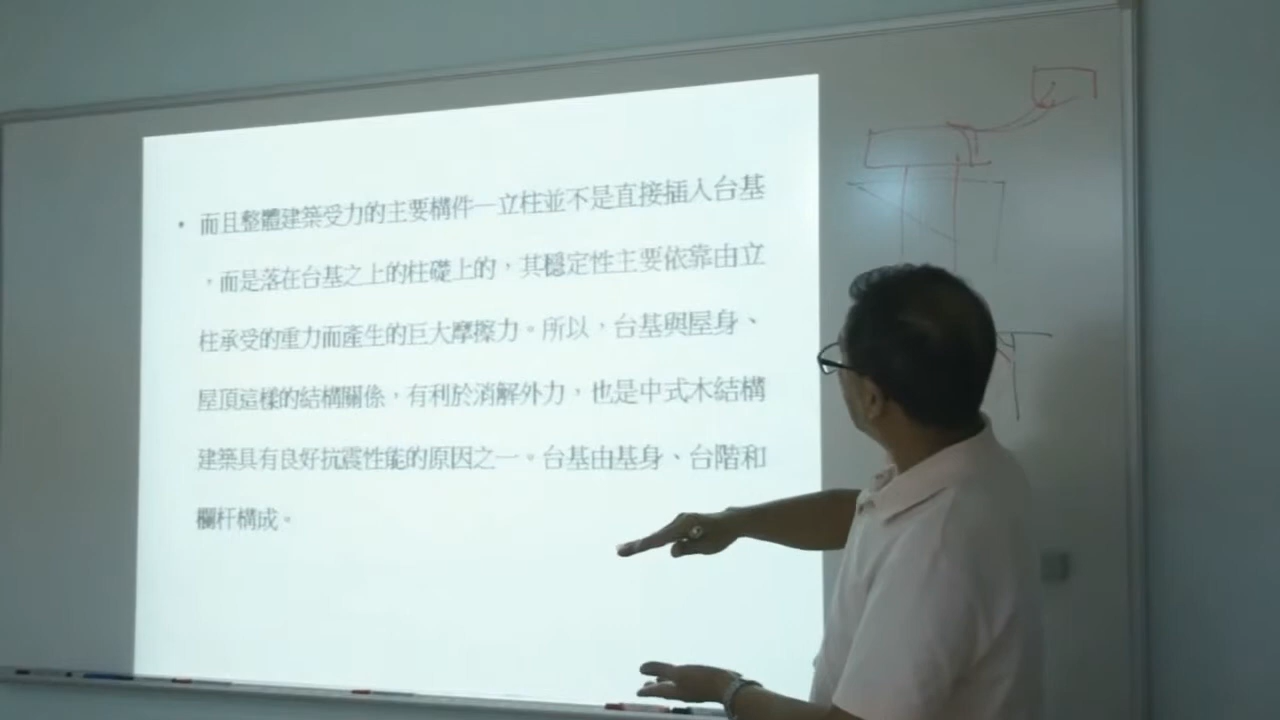 • 而且整體建築受力的主要構件—立柱並不是直接插入台基
，而是落在台基之上的柱礎上的，其穩定性主要依靠由立
柱承受的重力而產生的巨大摩擦力。所以，台基與屋身、
屋頂這樣的結構關係，有利於消解外力，也是中式木結構
建築具有良好抗震性能的原因之一。台基由基身、台階和
欄杆構成。